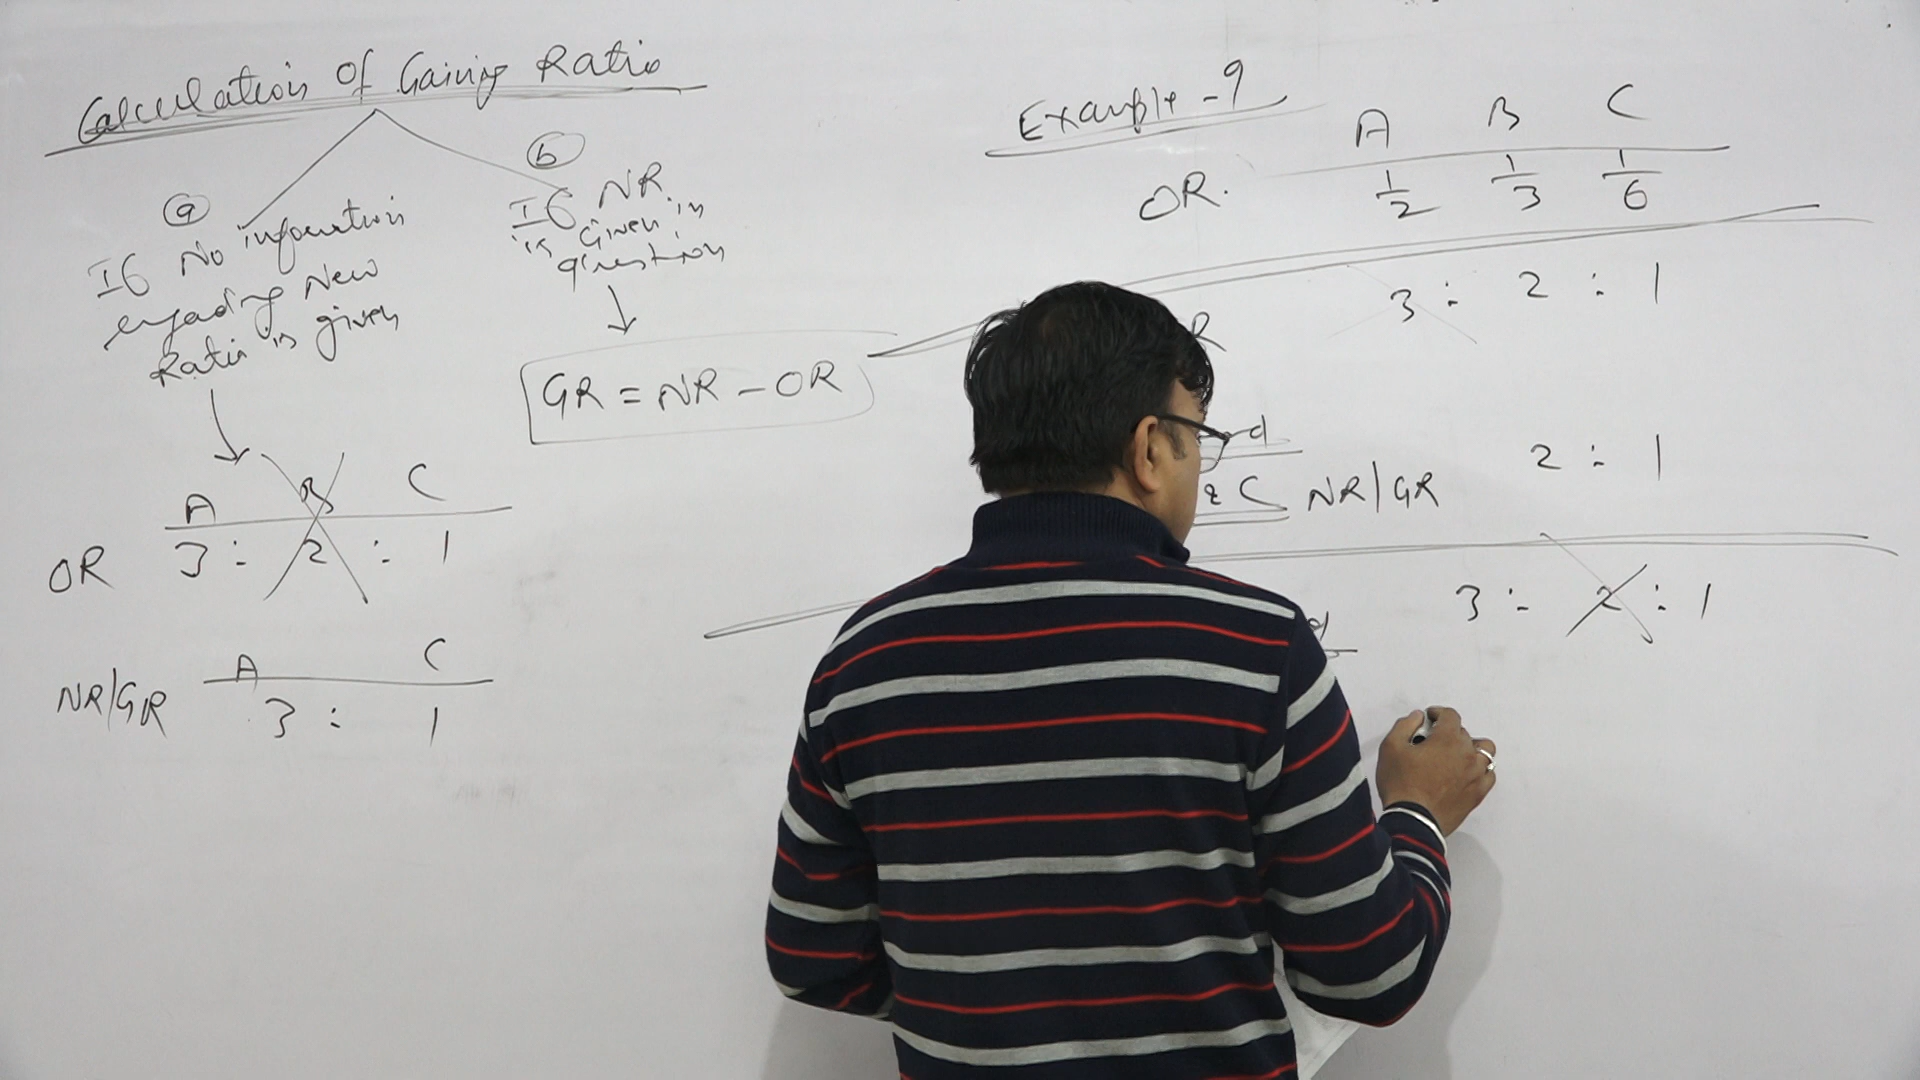 Calculation Of Gaining Ratio
(a)
If No information
regarding New
Ratio is given
(b)
If NR
is Given in
question
GR = NR - OR
A B C
OR 3 : 2 : 1
A C
NR/GR 3 : 1
Example - 9
A B C
OR. 1/2 1/3 1/6
3 : 2 : 1
R
d
& C NR/GR 2 : 1
3 : 2 : 1
d